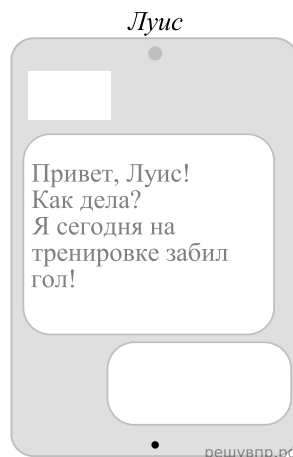 Луис
Привет, Луис!
Как дела?
Я сегодня на
тренировке забил
гол!
решувпр.рф